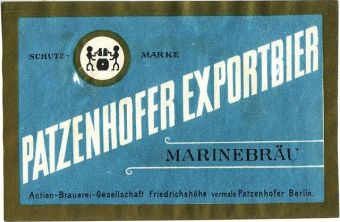 SCHUTZ - MARKE
PATZENHOFER EXPORTBIER
MARINEBRÄU
Actien-Brauerei-Gesellschaft Friedrichshöhe vormals Patzenhofer Berlin.